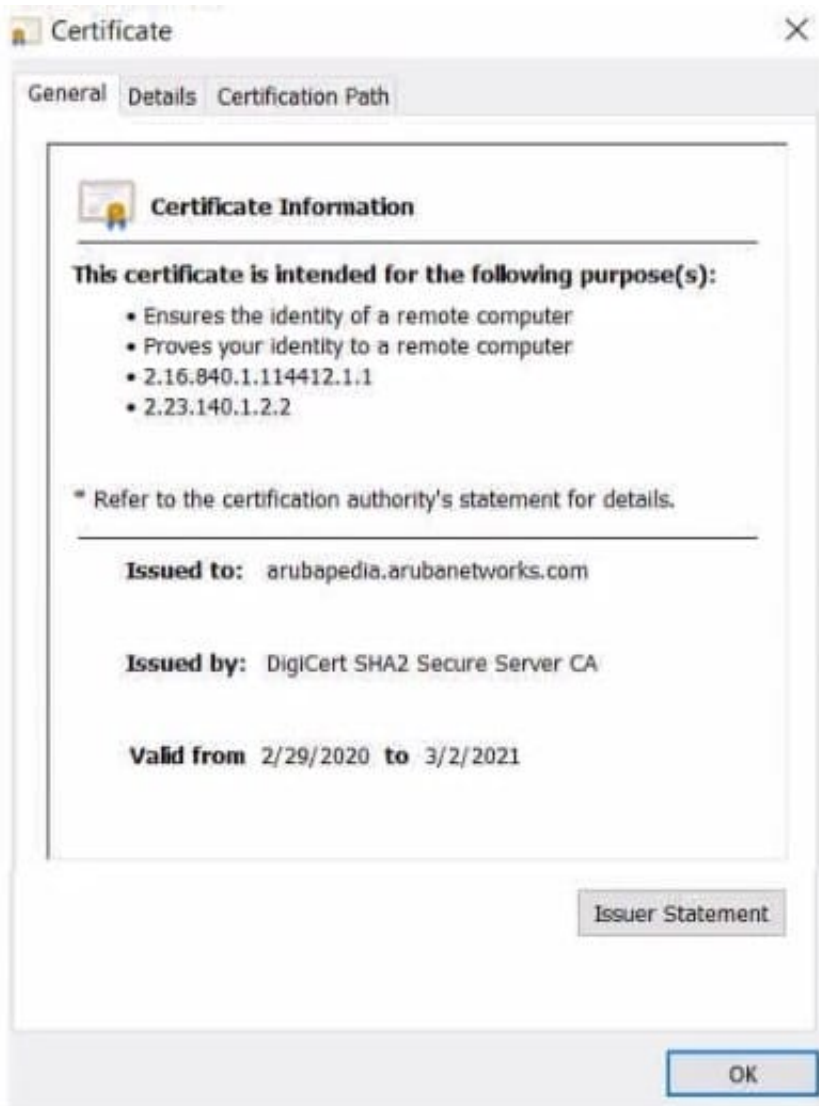 Certificate
General Details Certification Path
Certificate Information
This certificate is intended for the following purpose(s):
• Ensures the identity of a remote computer
• Proves your identity to a remote computer
• 2.16.840.1.114412.1.1
• 2.23.140.1.2.2
* Refer to the certification authority's statement for details.
Issued to: arubapedia.arubanetworks.com
Issued by: DigiCert SHA2 Secure Server CA
Valid from 2/29/2020 to 3/2/2021
Issuer Statement
OK